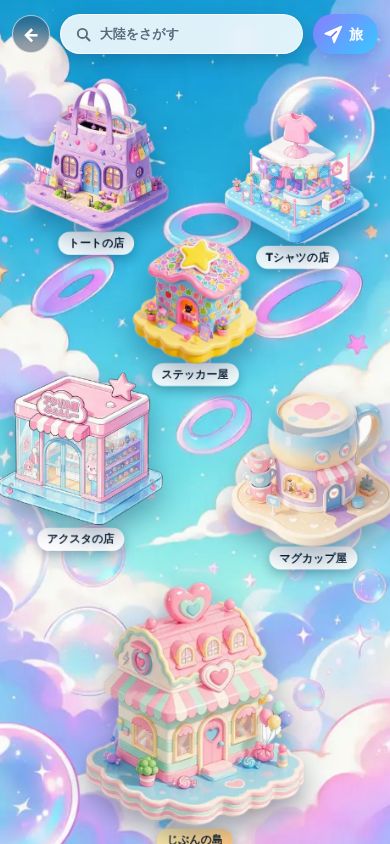 大陸をさがす
旅
トートの店
Tシャツの店
ステッカー屋
アクスタの店
マグカップ屋
じぶんの島